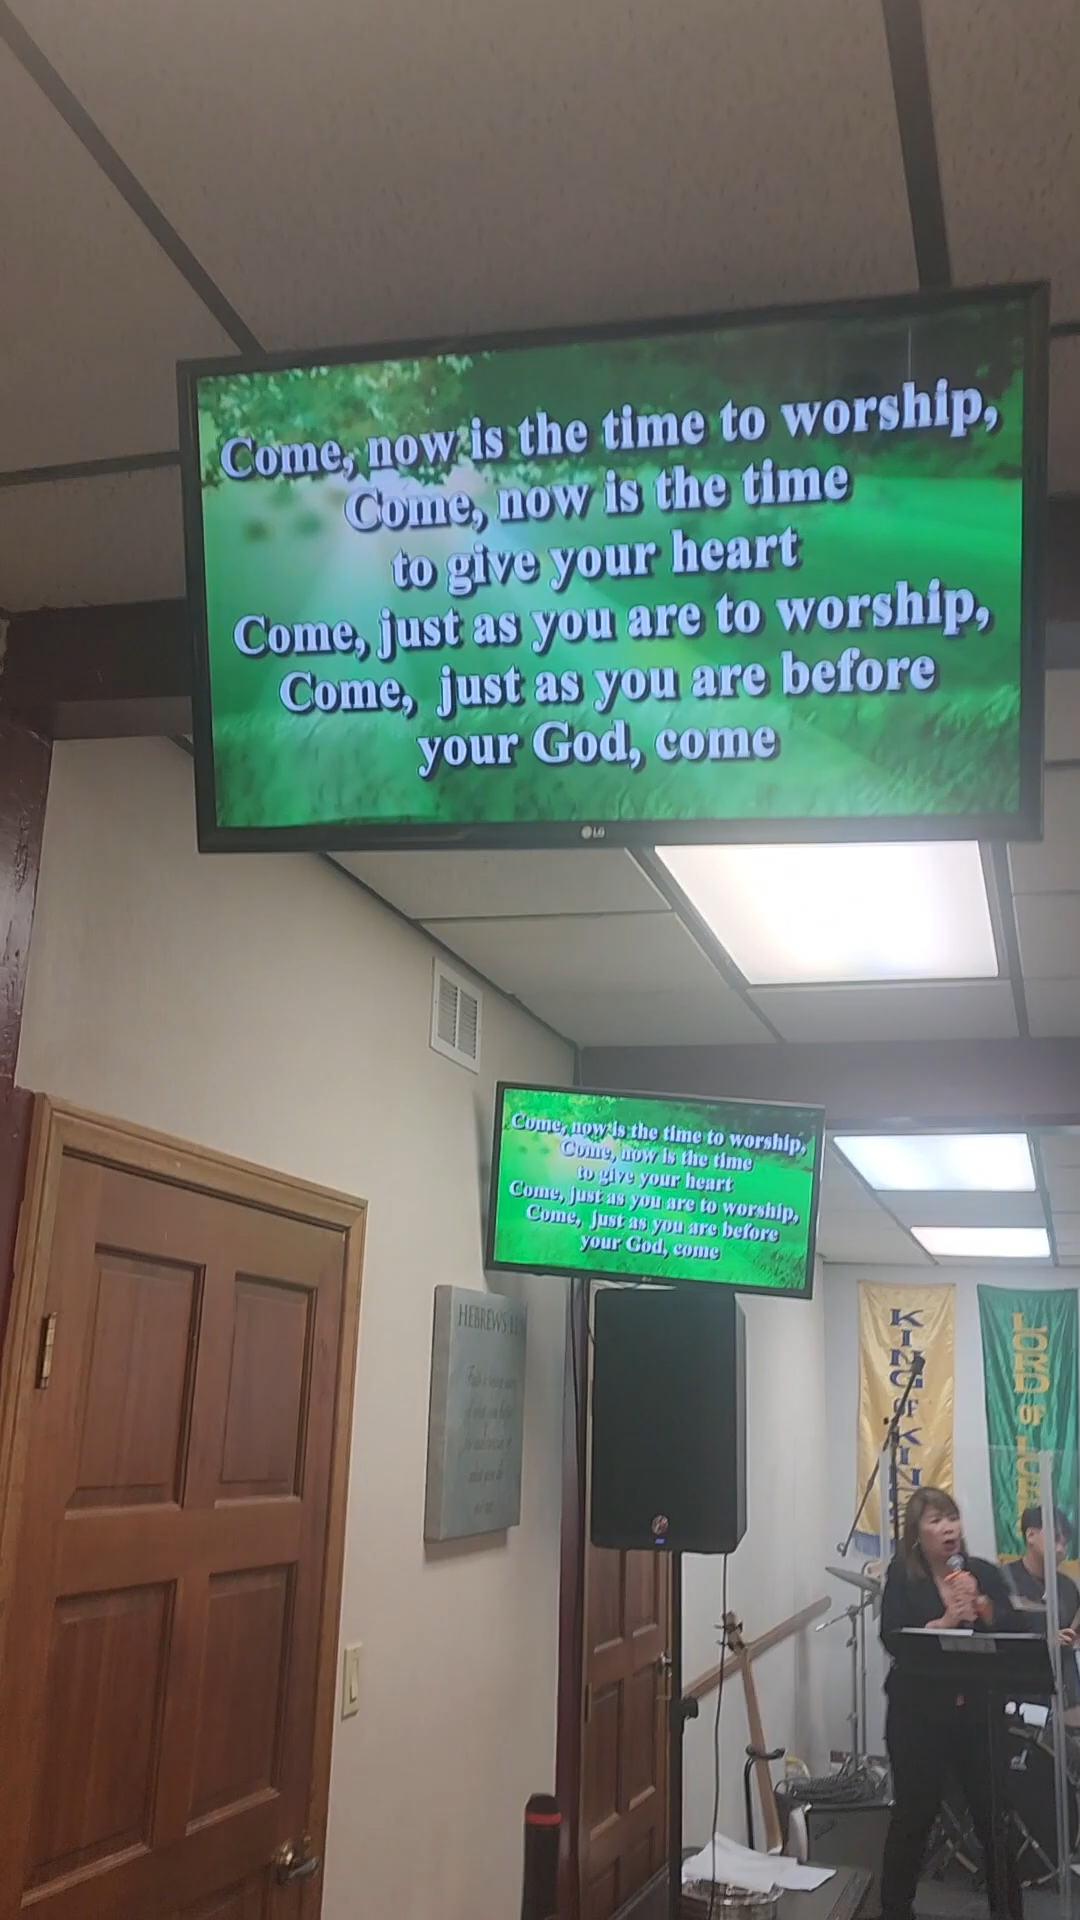 Come, now is the time to worship,
Come, now is the time
to give your heart
Come, just as you are to worship,
Come,  just as you are before
your God, come
LG
Come, now is the time to worship,
Come, now is the time
to give your heart
Come, just as you are to worship,
Come,  just as you are before
your God, come
HEBREWS
KING
OF
LORD
OF